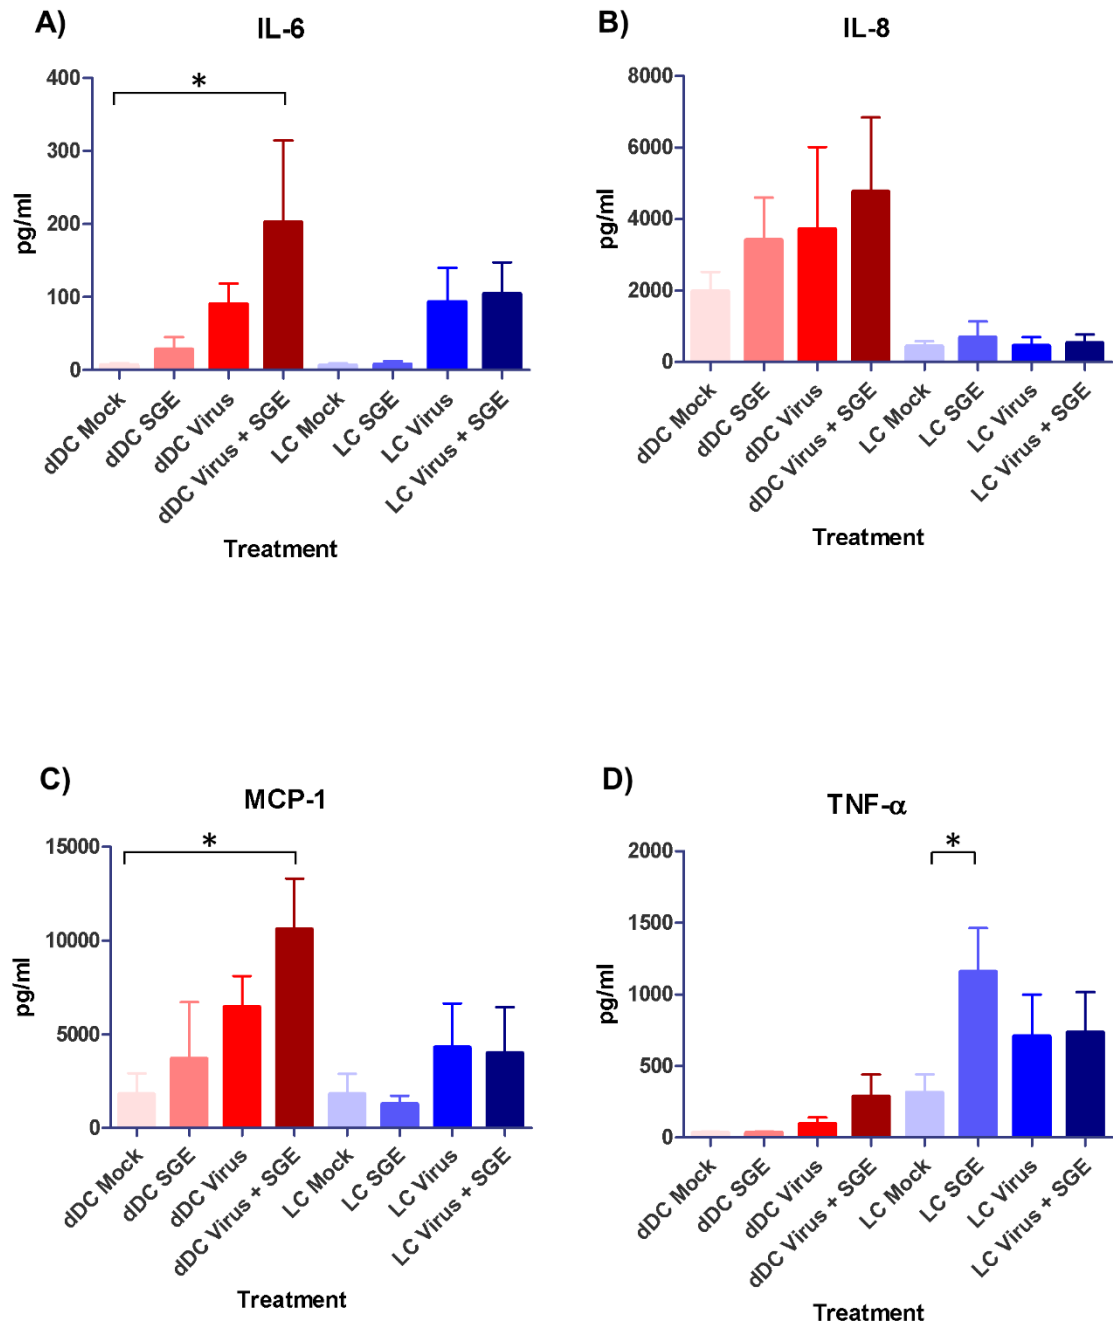 A)
IL-6
400
300
200
100
0
pg/ml
*
dDC Mock
dDC SGE
dDC Virus
dDC Virus + SGE
LC Mock
LC SGE
LC Virus
LC Virus + SGE
Treatment
B)
IL-8
8000
6000
4000
2000
0
pg/ml
dDC Mock
dDC SGE
dDC Virus
dDC Virus + SGE
LC Mock
LC SGE
LC Virus
LC Virus + SGE
Treatment
C)
MCP-1
15000
10000
5000
0
pg/ml
*
dDC Mock
dDC SGE
dDC Virus
dDC Virus + SGE
LC Mock
LC SGE
LC Virus
LC Virus + SGE
Treatment
D)
TNF-α
2000
1500
1000
500
0
pg/ml
*
dDC Mock
dDC SGE
dDC Virus
dDC Virus + SGE
LC Mock
LC SGE
LC Virus
LC Virus + SGE
Treatment